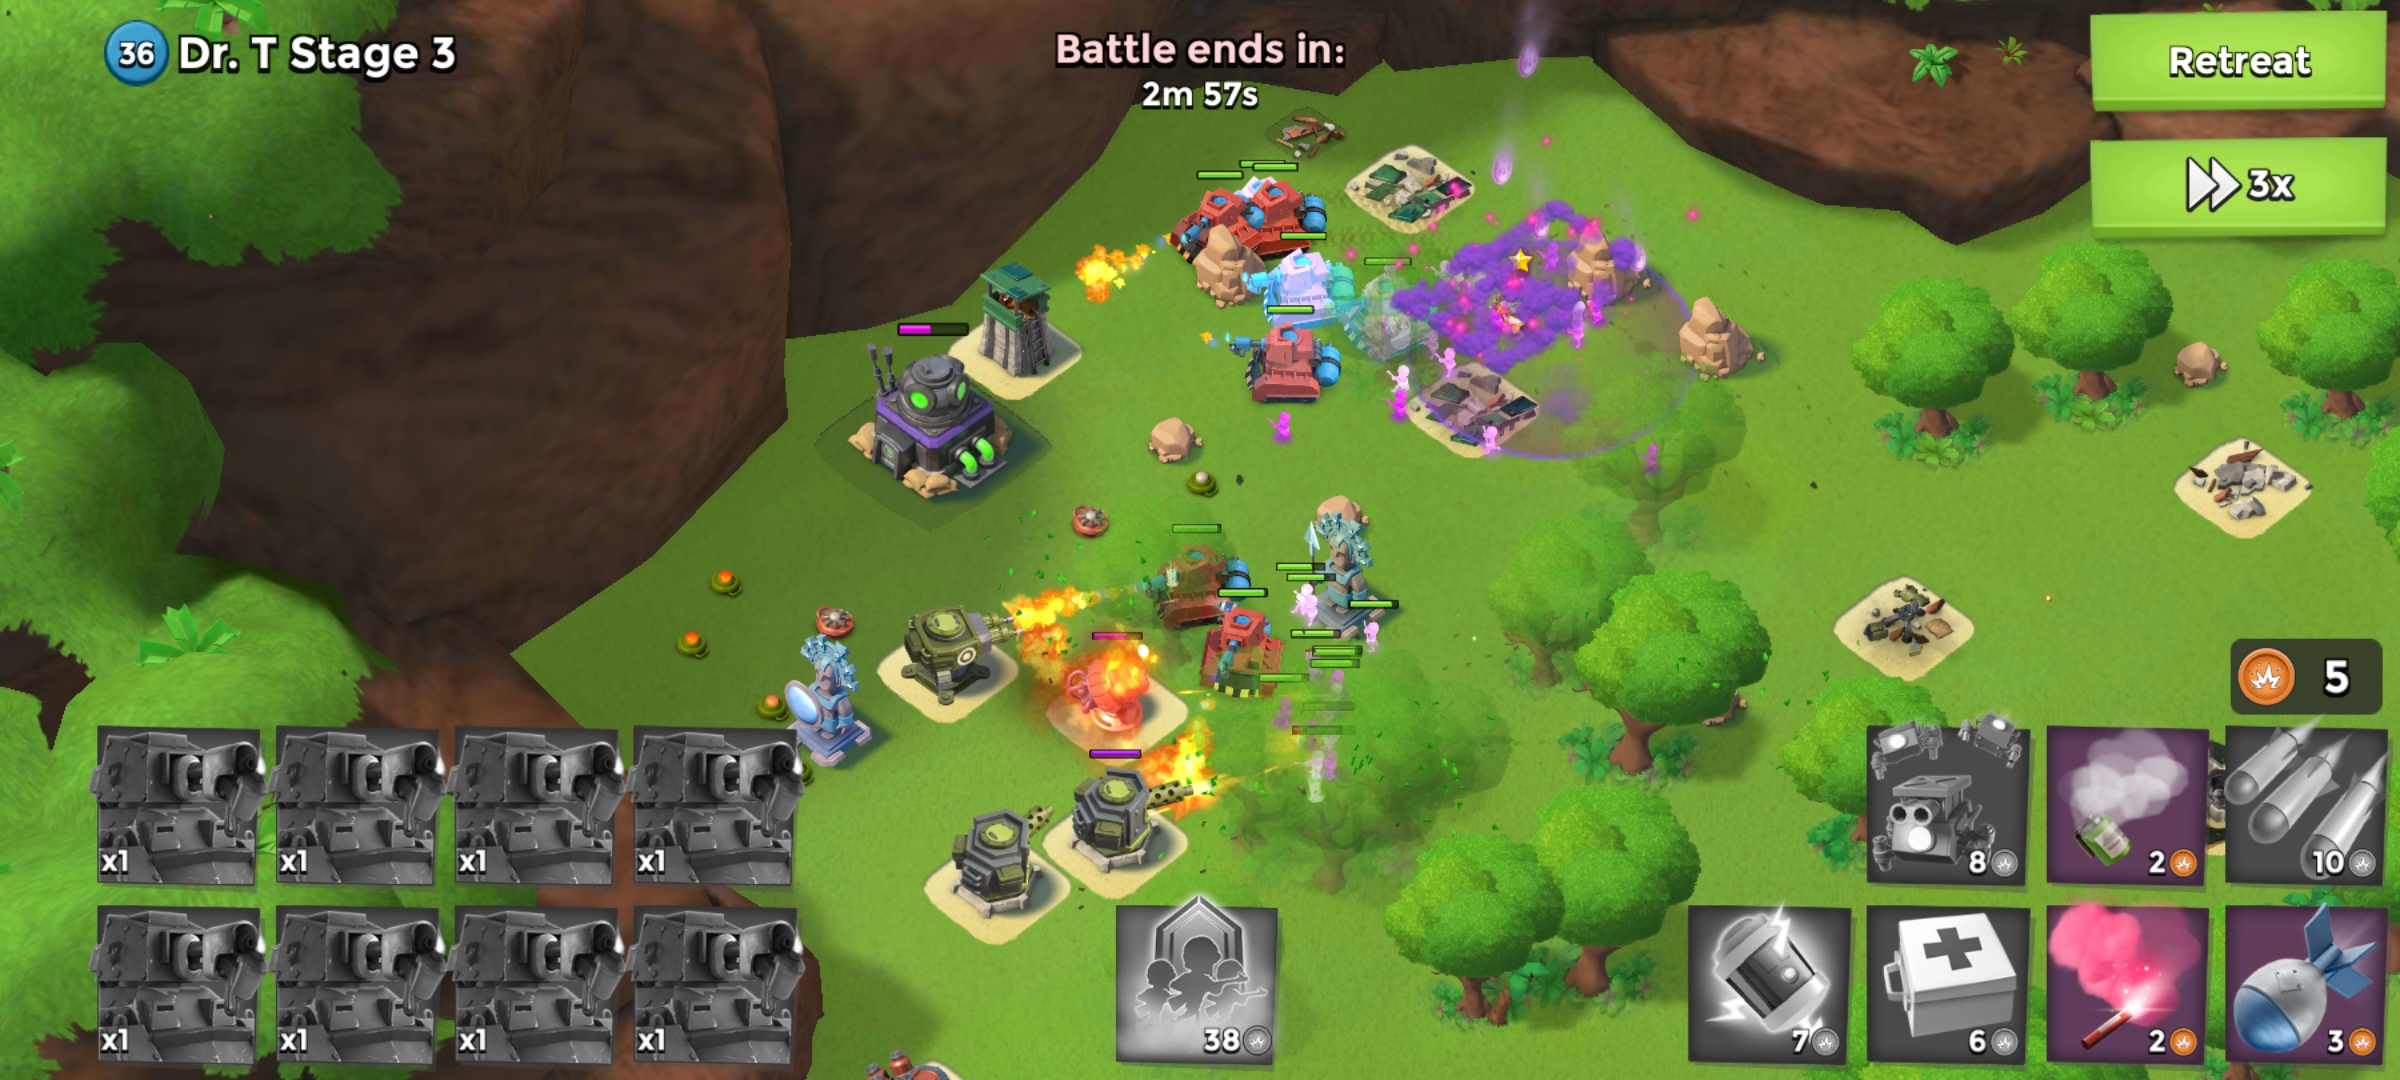 36 Dr. T Stage 3
Battle ends in:
2m 57s
Retreat
3x
5
x1 x1 x1 x1
8 2 10
x1 x1 x1 x1
38 7 6 2 3